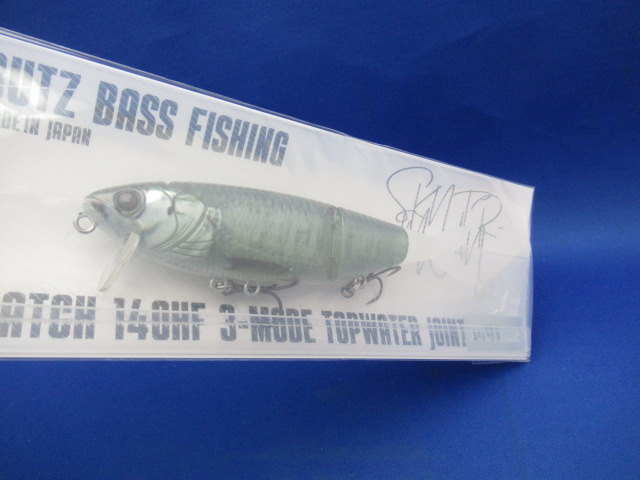 UTZ BASS FISHING
DE IN JAPAN
ATCH 140HF 3-MODE TOPWATER JOINT